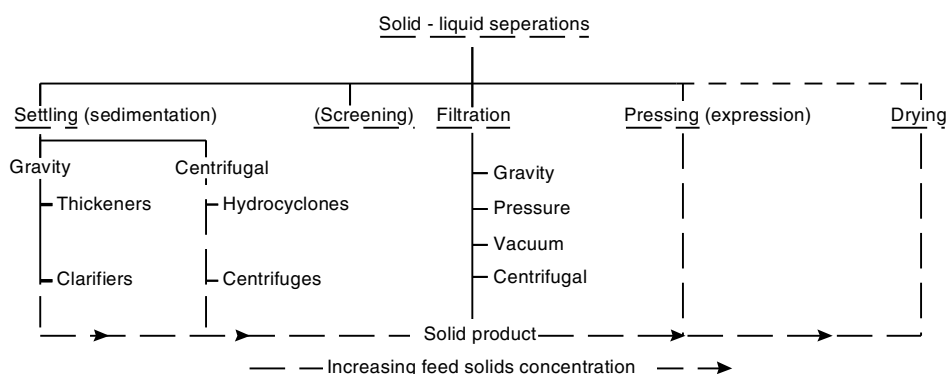 Solid - liquid seperations
Settling (sedimentation)
(Screening)
Filtration
Pressing (expression)
Drying
Gravity
Centrifugal
Thickeners
Hydrocyclones
Clarifiers
Centrifuges
Gravity
Pressure
Vacuum
Centrifugal
Solid product
Increasing feed solids concentration